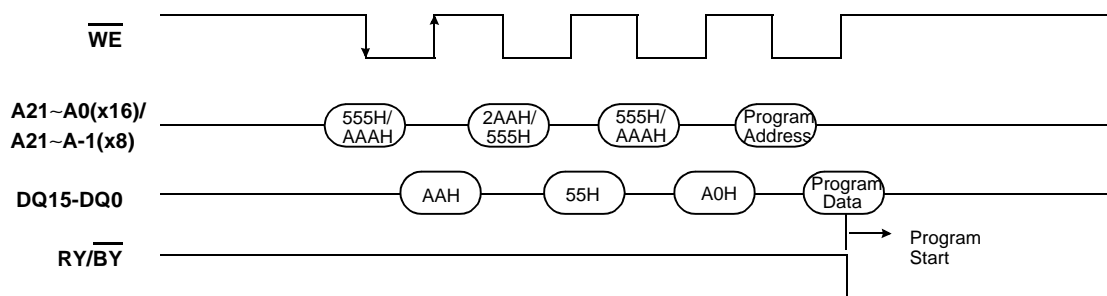 WE
A21~A0(x16)/
A21~A-1(x8)
555H/
AAAH
2AAH/
555H
555H/
AAAH
Program
Address
DQ15-DQ0
AAH
55H
A0H
Program
Data
RY/BY
Program
Start